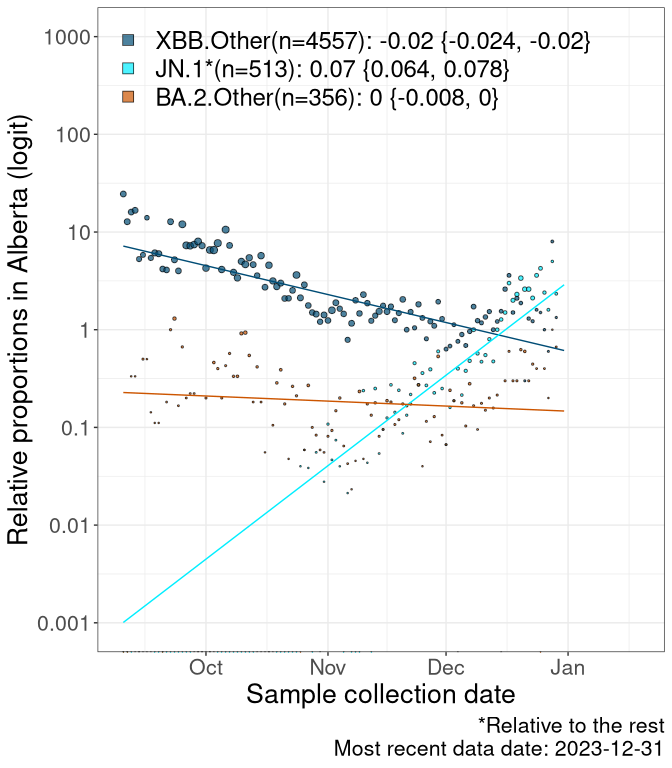 1000
100
10
1
0.1
0.01
0.001
Relative proportions in Alberta (logit)
XBB.Other(n=4557): -0.02 {-0.024, -0.02}
JN.1*(n=513): 0.07 {0.064, 0.078}
BA.2.Other(n=356): 0 {-0.008, 0}
Oct Nov Dec Jan
Sample collection date
*Relative to the rest
Most recent data date: 2023-12-31